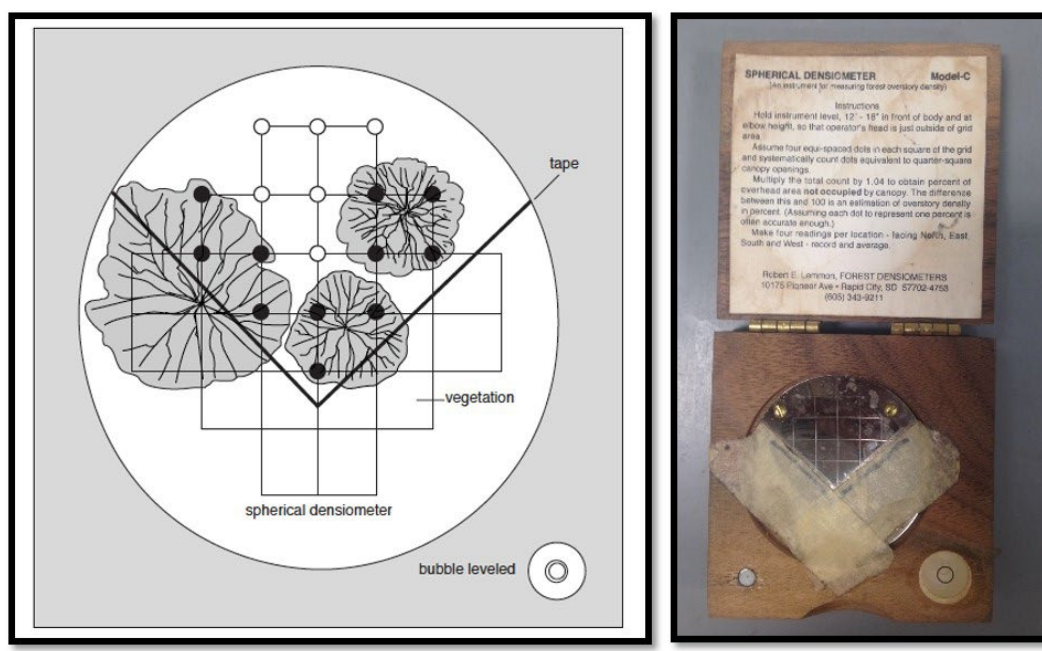 tape
vegetation
spherical densiometer
bubble leveled
SPHERICAL DENSIOMETER Model-C
(An instrument for measuring forest overstory density)
Instructions
Hold instrument level, 12" - 18" in front of body and at
elbow height, so that operator's head is just outside of grid
area.
Assume four equi-spaced dots in each square of the grid
and systematically count dots equivalent to quarter-square
canopy openings.
Multiply the total count by 1.04 to obtain percent of
overhead area not occupied by canopy. The difference
between this and 100 is an estimation of overstory density
in percent. (Assuming each dot to represent one percent is
often accurate enough.)
Make four readings per location - facing North, East,
South and West - record and average.
Robert E. Lemmon, FOREST DENSIOMETERS
10175 Pioneer Ave • Rapid City, SD 57702-4753
(605) 343-9211